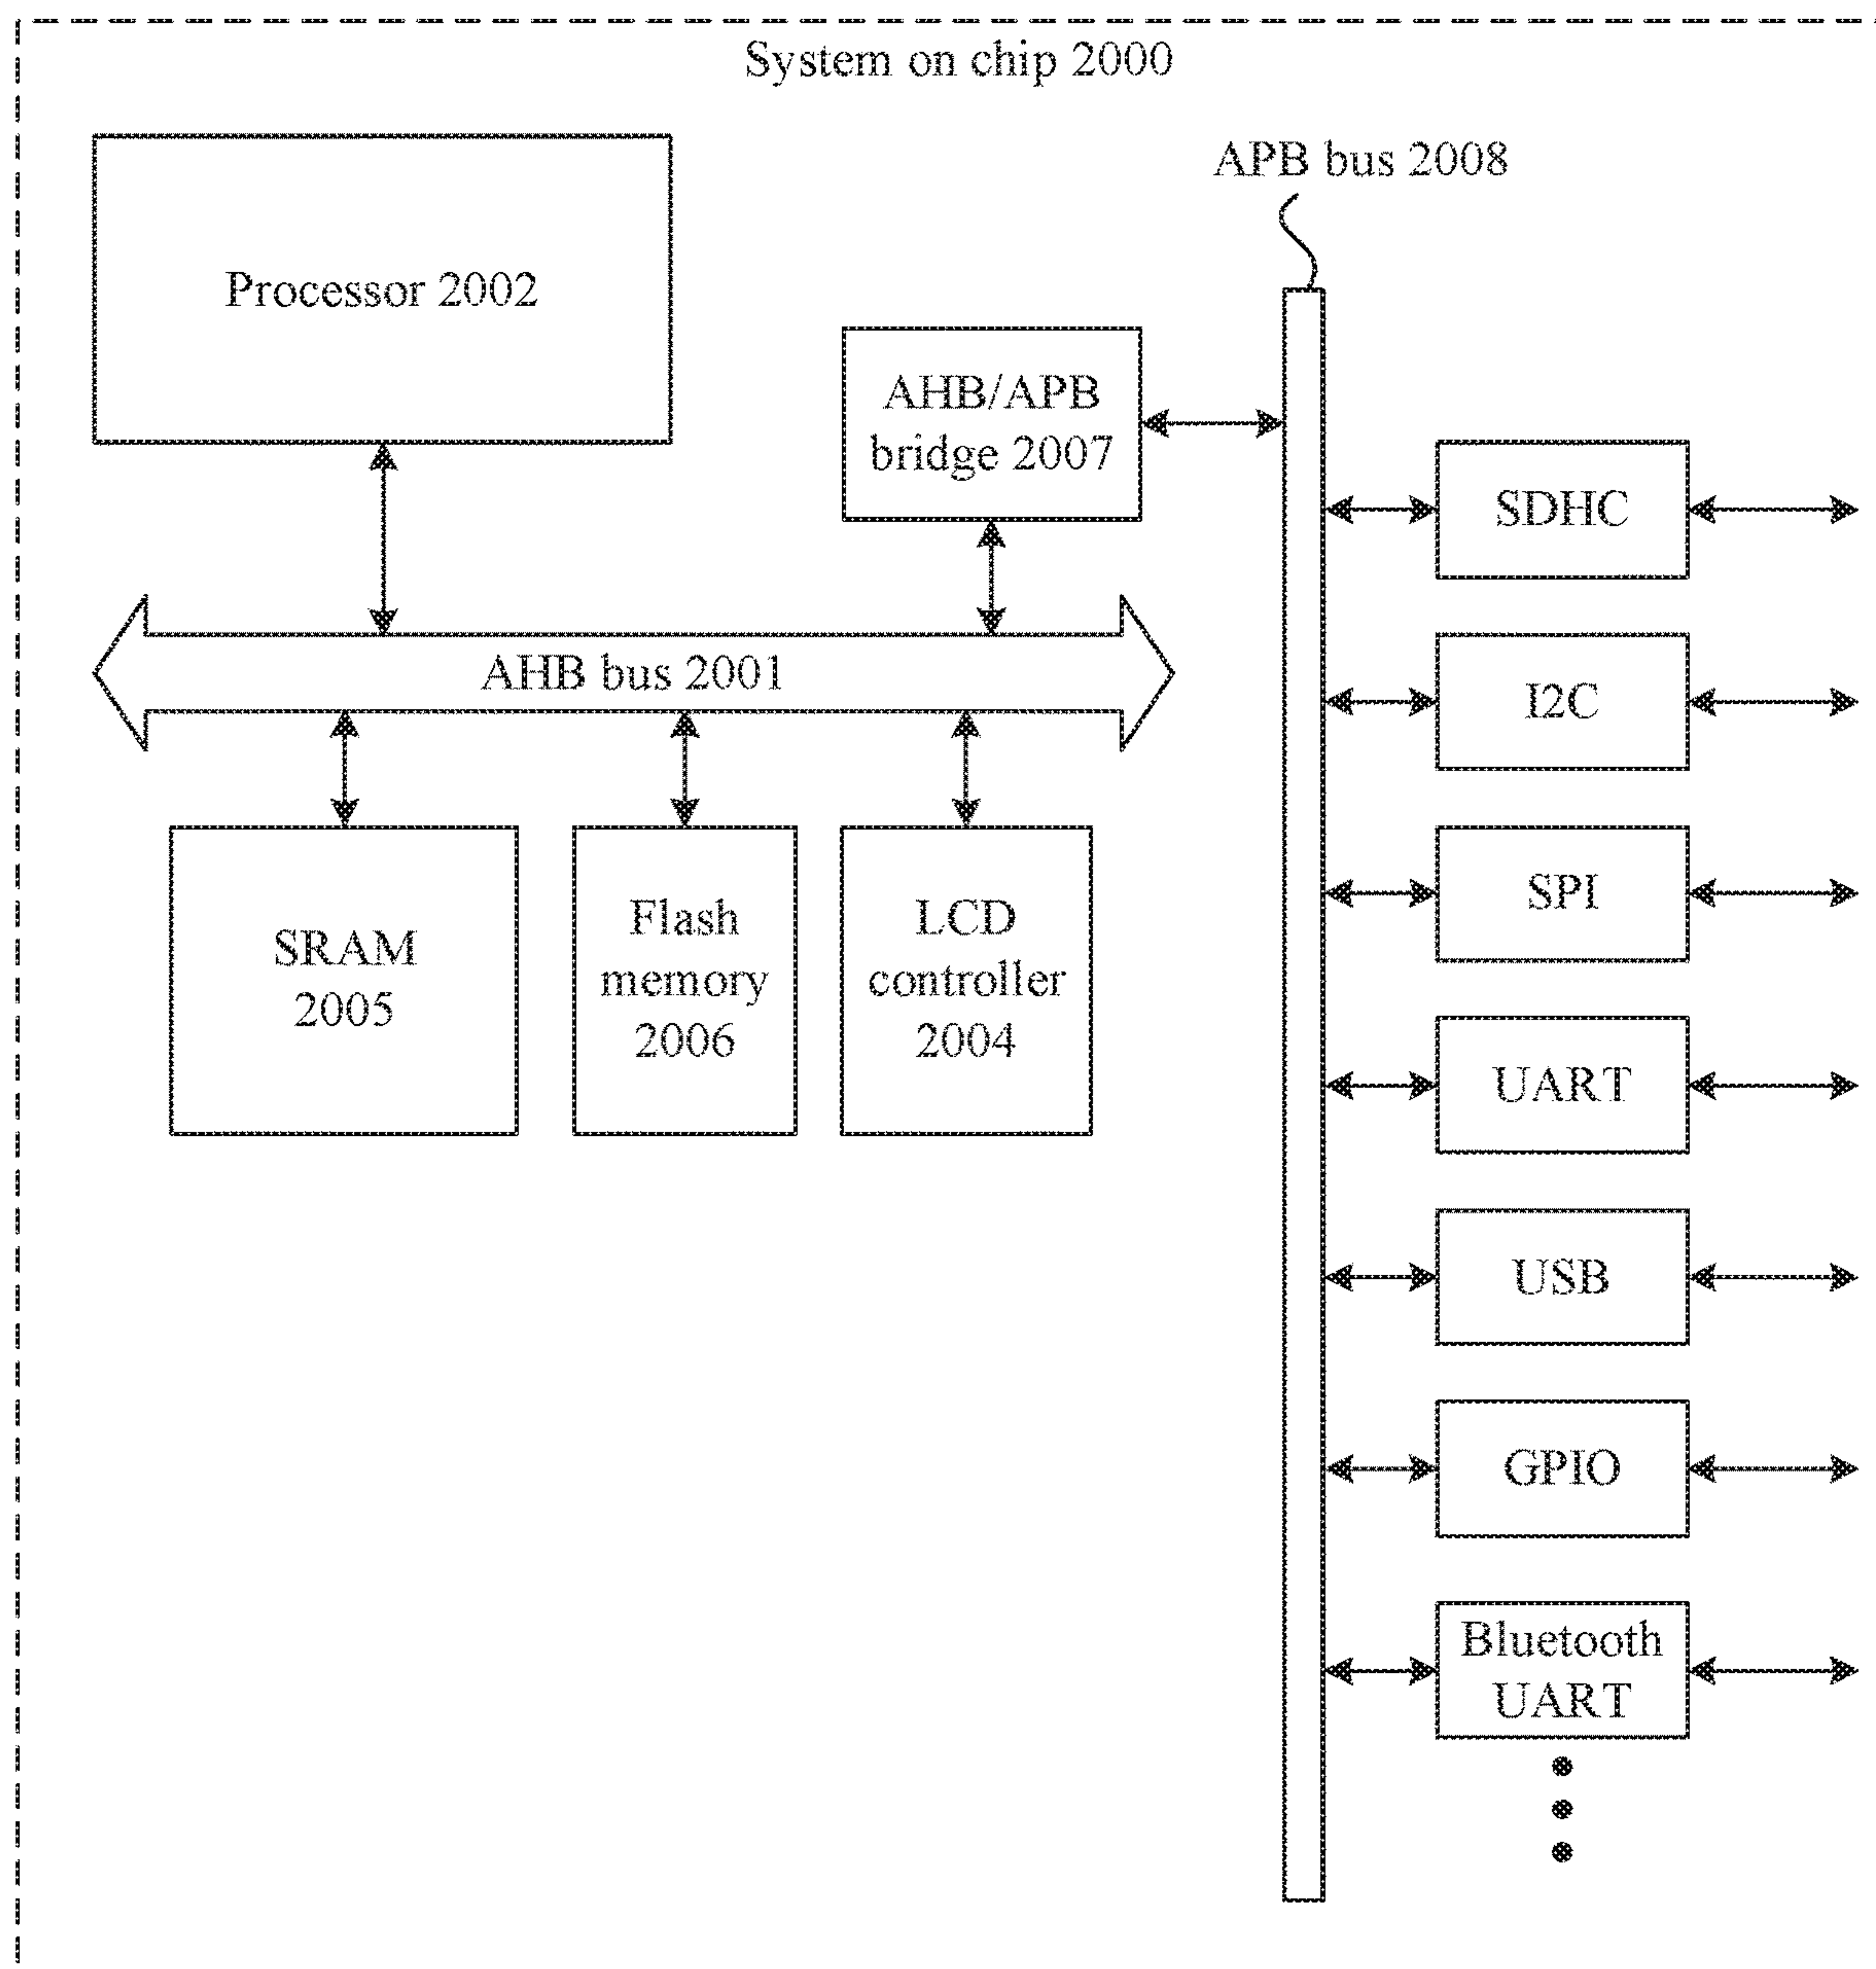 System on chip 2000
APB bus 2008
Processor 2002
AHB/APB
bridge 2007
SDHC
AHB bus 2001
I2C
SRAM
2005
Flash
memory
2006
LCD
controller
2004
SPI
UART
USB
GPIO
Bluetooth
UART